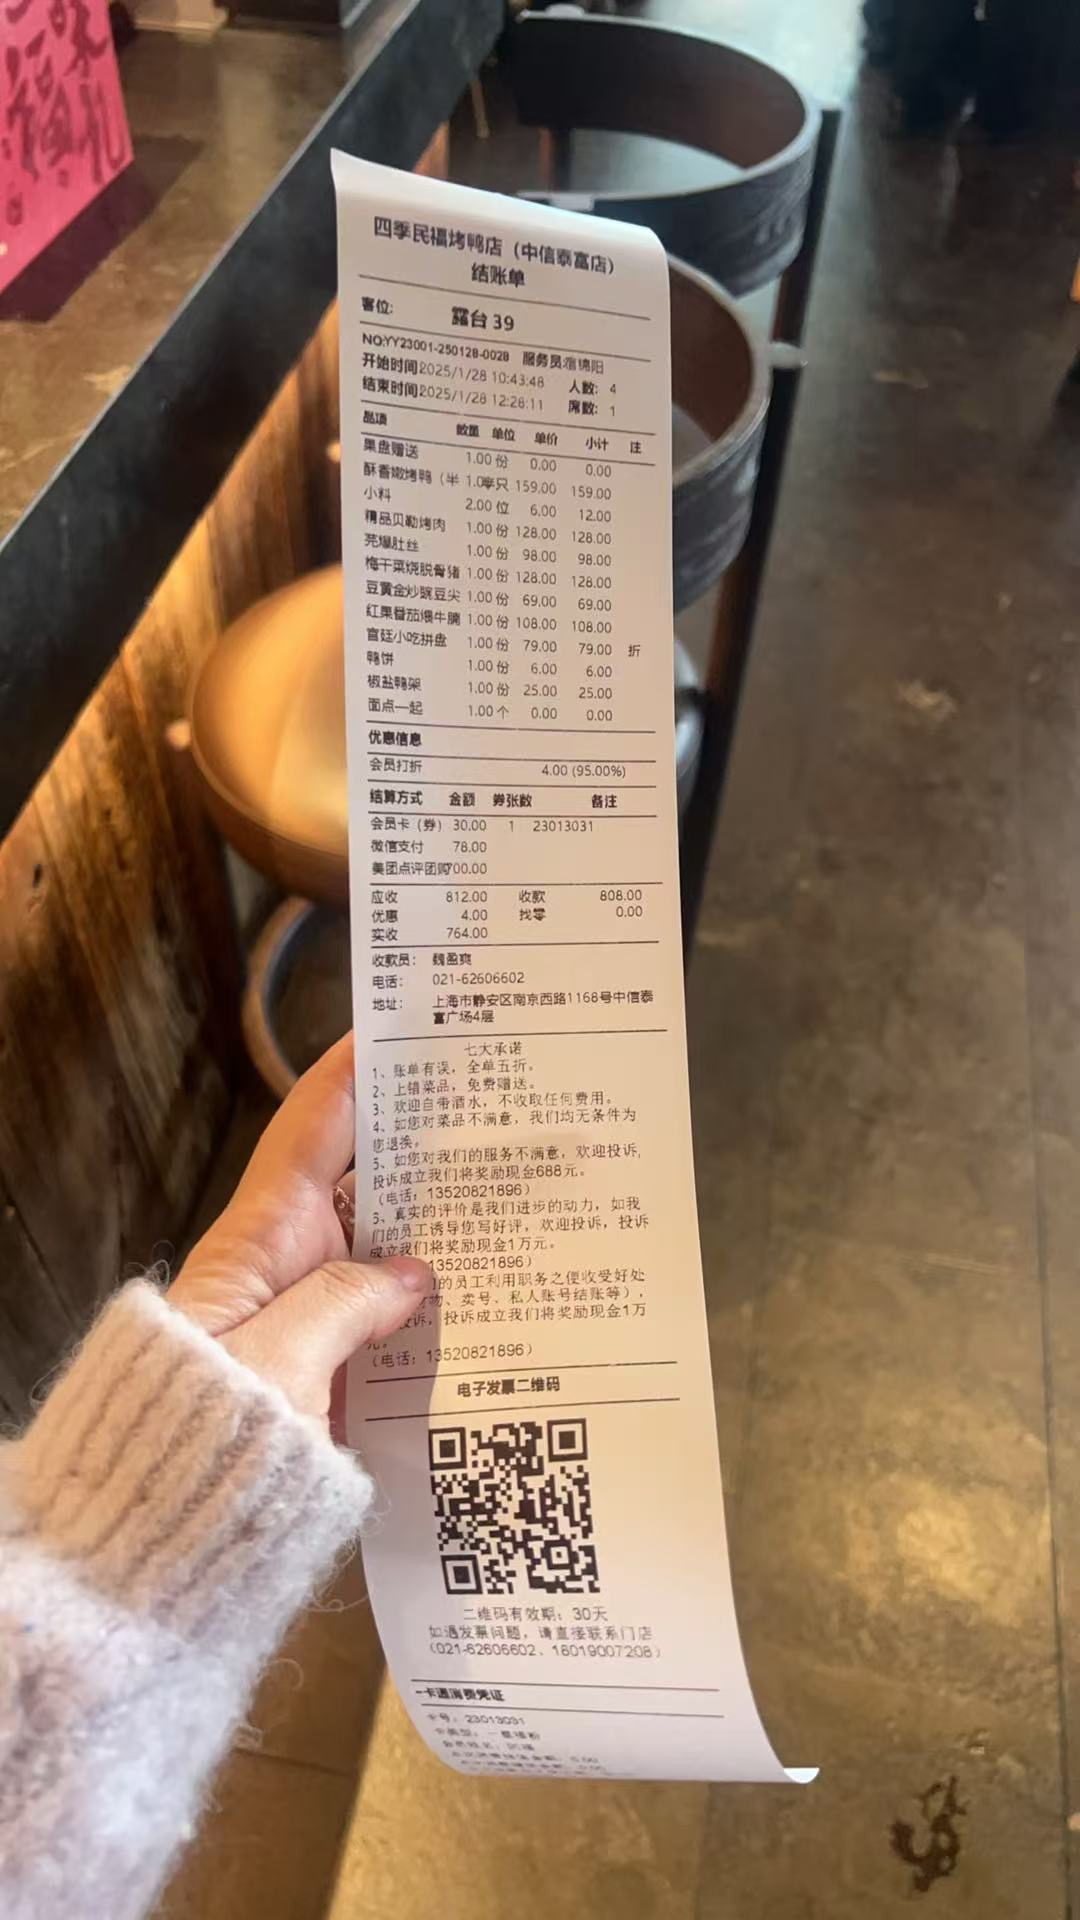 福
四季民福烤鸭店（中信泰富店）
结账单
客位: 露台 39
NO:YY23001-250128-0028 服务员:宿锦阳
开始时间2025/1/28 10:43:48 人数: 4
结束时间2025/1/28 12:28:11 席数: 1
品项 数量 单位 单价 小计 注
果盘赠送 1.00 份 0.00 0.00
酥香嫩烤鸭（半 1.0半只 159.00 159.00
小料 2.00 位 6.00 12.00
精品贝勒烤肉 1.00 份 128.00 128.00
芫爆肚丝 1.00 份 98.00 98.00
梅干菜烧脱骨猪 1.00 份 128.00 128.00
豆黄金炒豌豆尖 1.00 份 69.00 69.00
红果番茄煨牛腩 1.00 份 108.00 108.00
宫廷小吃拼盘 1.00 份 79.00 79.00 折
鸭饼 1.00 份 6.00 6.00
椒盐鸭架 1.00 份 25.00 25.00
面点一起 1.00 个 0.00 0.00
优惠信息
会员打折 4.00 (95.00%)
结算方式 金额 券张数 备注
会员卡（券） 30.00 1 23013031
微信支付 78.00
美团点评团购700.00
应收 812.00 收款 808.00
优惠 4.00 找零 0.00
实收 764.00
收款员: 魏盈爽
电话: 021-62606602
地址: 上海市静安区南京西路1168号中信泰
富广场4层
七大承诺
1、账单有误，全单五折。
2、上错菜品，免费赠送。
3、欢迎自带酒水，不收取任何费用。
4、如您对菜品不满意，我们均无条件为
您退换。
5、如您对我们的服务不满意，欢迎投诉，
投诉成立我们将奖励现金688元。
（电话：13520821896）
6、真实的评价是我们进步的动力，如我
们的员工诱导您写好评，欢迎投诉，投诉
成立我们将奖励现金1万元。
13520821896）
们的员工利用职务之便收受好处
物、卖号、私人账号结账等），
投诉，投诉成立我们将奖励现金1万
元。
（电话：13520821896）
电子发票二维码
二维码有效期：30天
如遇发票问题，请直接联系门店
（021-62606602、18019007208）
一卡通消费凭证
卡号：23013031